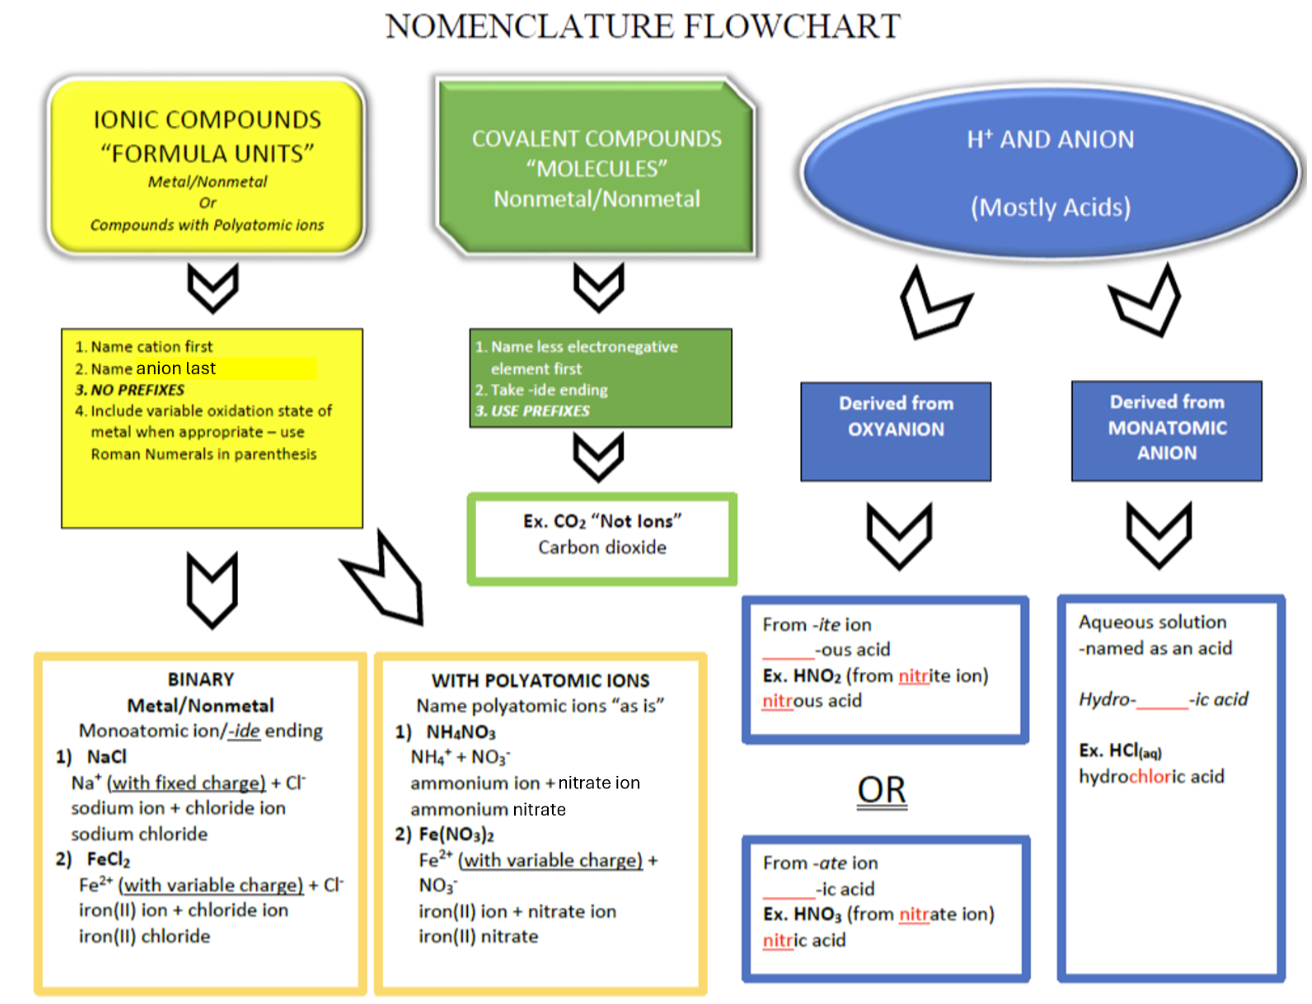 NOMENCLATURE FLOWCHART
IONIC COMPOUNDS
“FORMULA UNITS”
Metal/Nonmetal
Or
Compounds with Polyatomic ions
COVALENT COMPOUNDS
“MOLECULES”
Nonmetal/Nonmetal
H⁺ AND ANION
(Mostly Acids)
1. Name cation first
2. Name anion last
3. NO PREFIXES
4. Include variable oxidation state of
metal when appropriate – use
Roman Numerals in parenthesis
1. Name less electronegative
element first
2. Take -ide ending
3. USE PREFIXES
Ex. CO₂ “Not Ions”
Carbon dioxide
Derived from
OXYANION
Derived from
MONATOMIC
ANION
BINARY
Metal/Nonmetal
Monoatomic ion/-ide ending
1) NaCl
Na⁺ (with fixed charge) + Cl⁻
sodium ion + chloride ion
sodium chloride
2) FeCl₂
Fe²⁺ (with variable charge) + Cl⁻
iron(II) ion + chloride ion
iron(II) chloride
WITH POLYATOMIC IONS
Name polyatomic ions “as is”
1) NH₄NO₃
NH₄⁺ + NO₃⁻
ammonium ion + nitrate ion
ammonium nitrate
2) Fe(NO₃)₂
Fe²⁺ (with variable charge) +
NO₃⁻
iron(II) ion + nitrate ion
iron(II) nitrate
From -ite ion
_____-ous acid
Ex. HNO₂ (from nitrite ion)
nitrous acid
OR
From -ate ion
_____-ic acid
Ex. HNO₃ (from nitrate ion)
nitric acid
Aqueous solution
-named as an acid
Hydro-_____-ic acid
Ex. HCl(aq)
hydrochloric acid